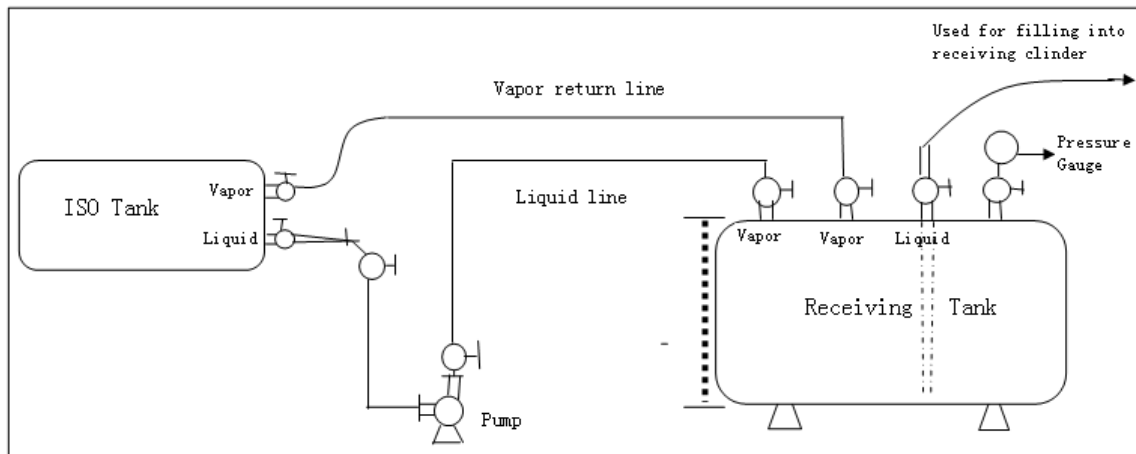 Used for filling into
receiving clinder
Vapor return line
Pressure
Gauge
Vapor
ISO Tank
Liquid line
Liquid
Vapor
Vapor
Liquid
Receiving Tank
Pump